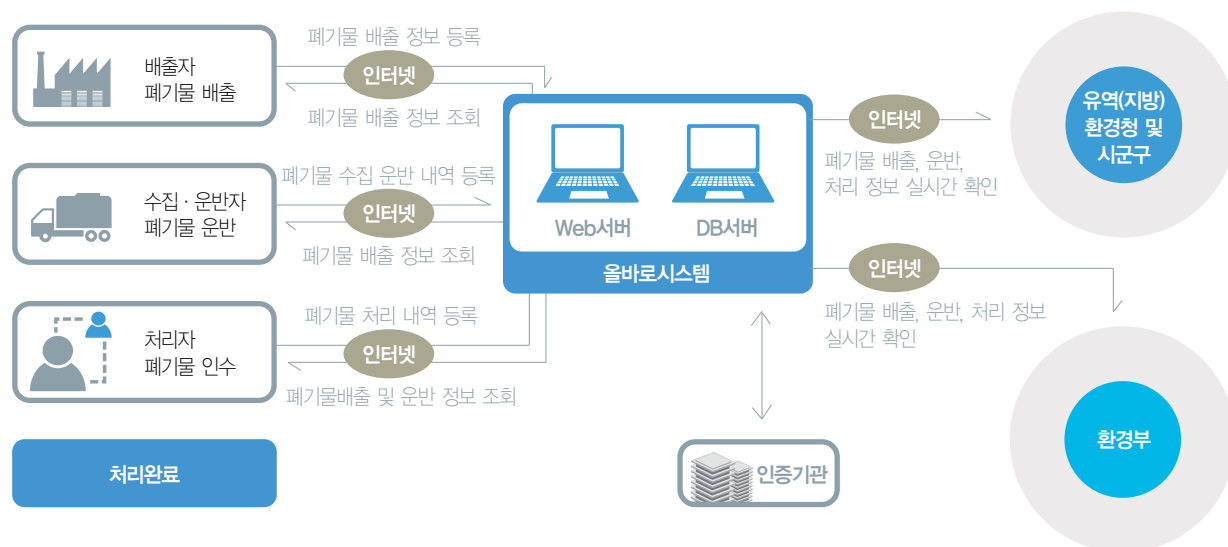 폐기물 배출 정보 등록
배출자
폐기물 배출
인터넷
폐기물 배출 정보 조회
폐기물 수집 운반 내역 등록
수집 · 운반자
폐기물 운반
인터넷
폐기물 배출 정보 조회
폐기물 처리 내역 등록
처리자
폐기물 인수
인터넷
폐기물배출 및 운반 정보 조회
처리완료
Web서버
DB서버
올바로시스템
인증기관
인터넷
폐기물 배출, 운반,
처리 정보 실시간 확인
유역(지방)
환경청 및
시군구
인터넷
폐기물 배출, 운반, 처리 정보
실시간 확인
환경부